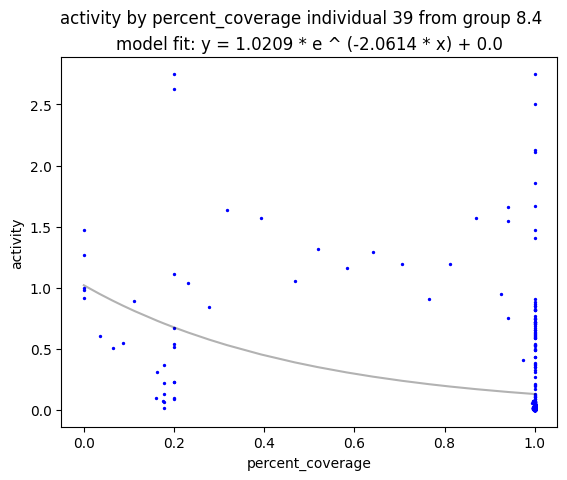 activity by percent_coverage individual 39 from group 8.4
model fit: y = 1.0209 * e ^ (-2.0614 * x) + 0.0
2.5
2.0
1.5
1.0
0.5
0.0
activity
0.0 0.2 0.4 0.6 0.8 1.0
percent_coverage